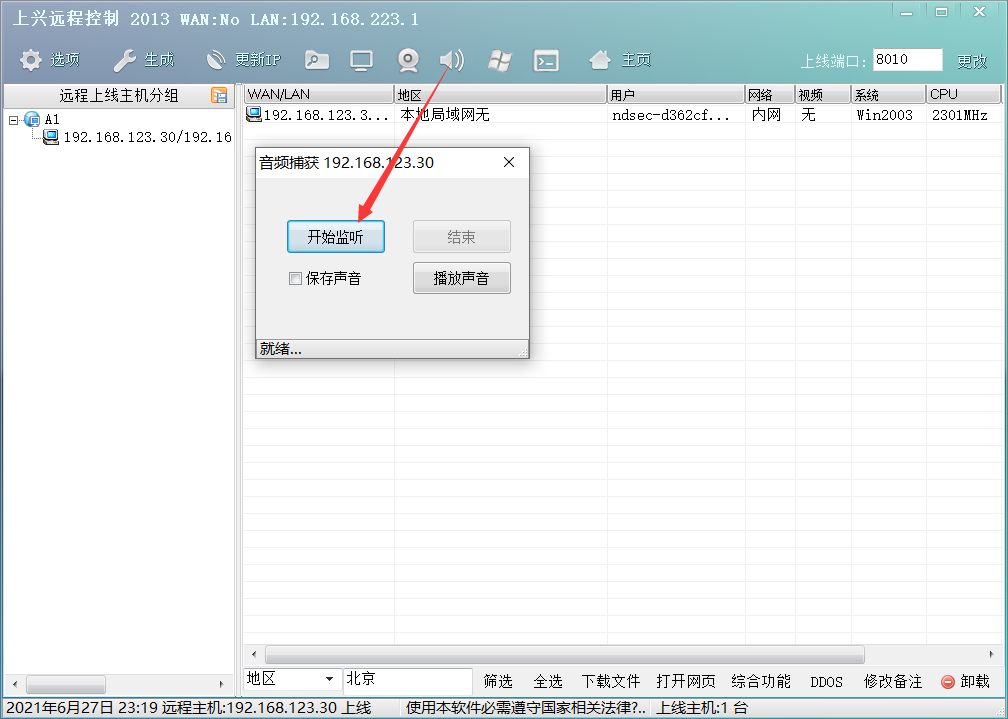 上兴远程控制 2013 WAN:No LAN:192.168.223.1
选项 生成 更新IP 主页 上线端口: 8010 更改
远程上线主机分组 WAN/LAN 地区 用户 网络 视频 系统 CPU
A1 192.168.123.3... 本地局域网无 ndsec-d362cf... 内网 无 Win2003 2301MHz
192.168.123.30/192.16
音频捕获 192.168.123.30
开始监听 结束
保存声音 播放声音
就绪...
地区 北京 筛选 全选 下载文件 打开网页 综合功能 DDOS 修改备注 卸载
2021年6月27日 23:19 远程主机:192.168.123.30 上线 使用本软件必需遵守国家相关法律?.. 上线主机:1 台